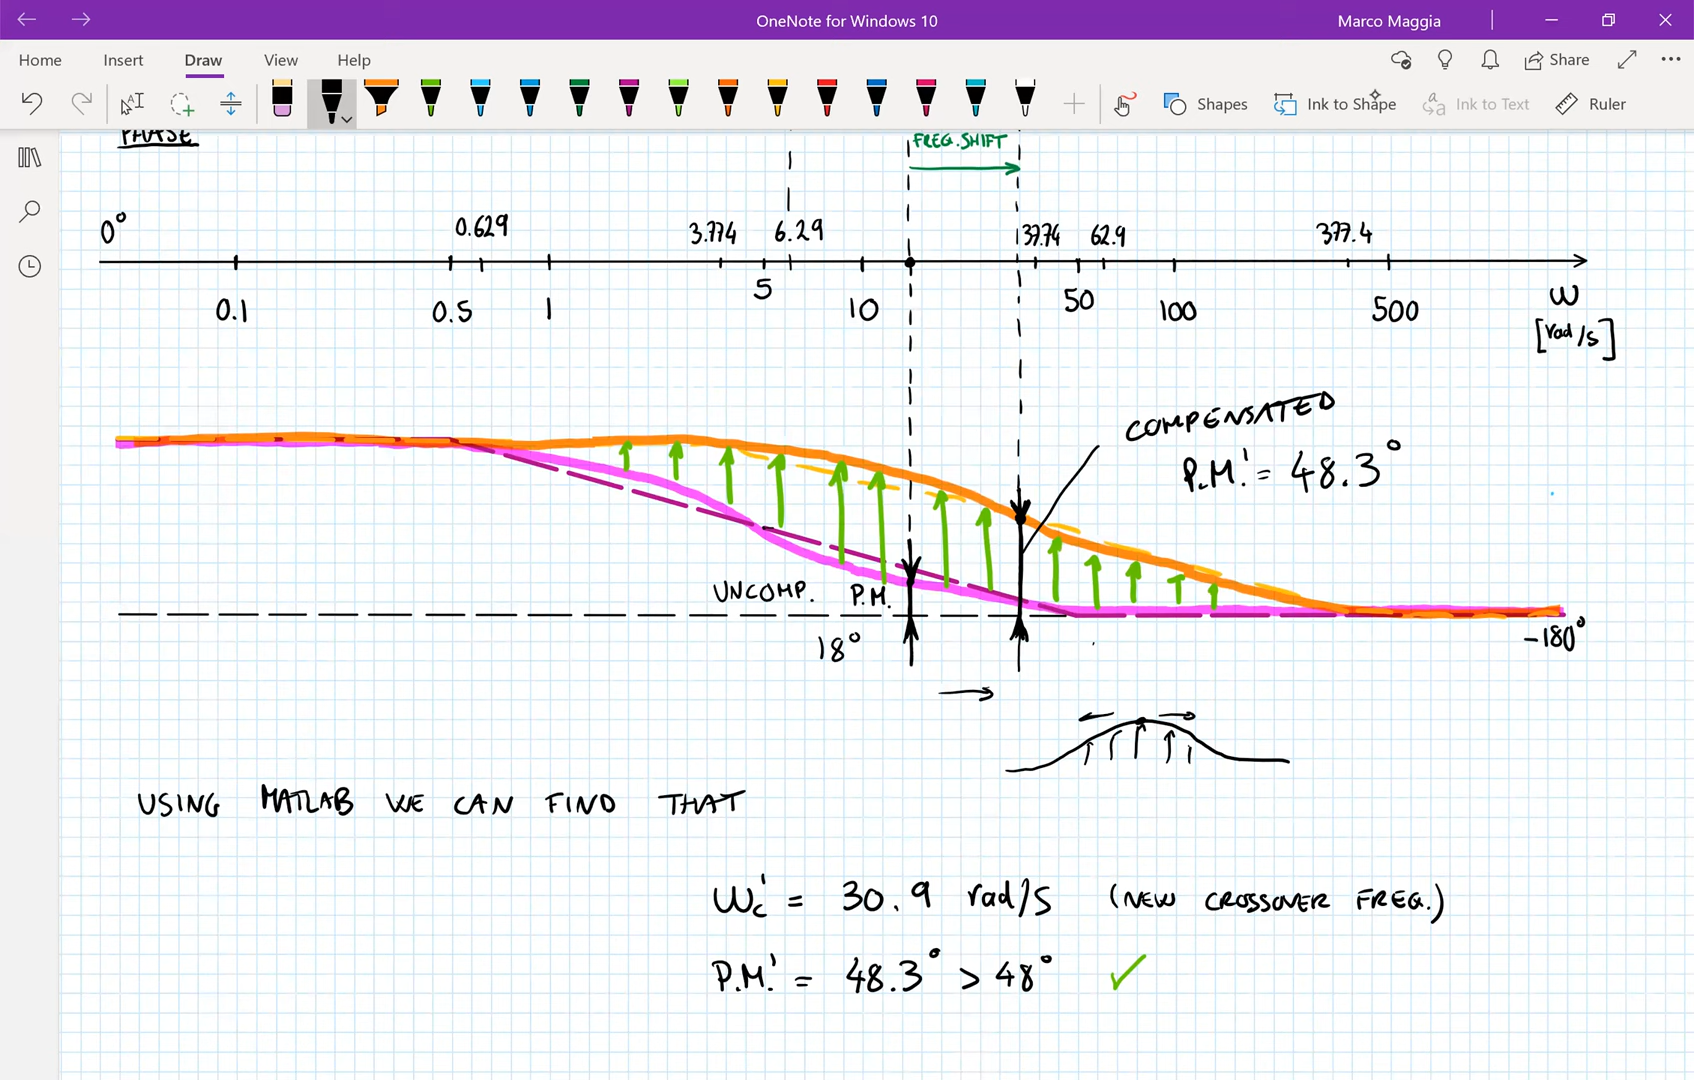 OneNote for Windows 10
Marco Maggia
Home Insert Draw View Help
Share
Shapes
Ink to Shape
Ink to Text
Ruler
PHASE
FREQ. SHIFT
0°
0.629
3.774
6.29
37.74
62.9
377.4
0.1
0.5
1
5
10
50
100
500
ω
[rad/s]
COMPENSATED
P.M.' = 48.3°
UNCOMP. P.M.
18°
-180°
USING MATLAB WE CAN FIND THAT
ωc' = 30.9 rad/s (NEW CROSSOVER FREQ.)
P.M.' = 48.3° > 48° ✓